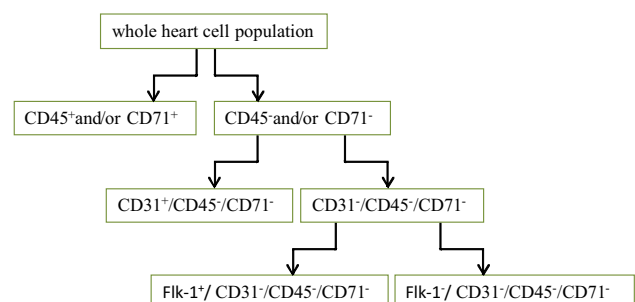 whole heart cell population
CD45⁺and/or CD71⁺
CD45⁻and/or CD71⁻
CD31⁺/CD45⁻/CD71⁻
CD31⁻/CD45⁻/CD71⁻
Flk-1⁺/ CD31⁻/CD45⁻/CD71⁻
Flk-1⁻/ CD31⁻/CD45⁻/CD71⁻